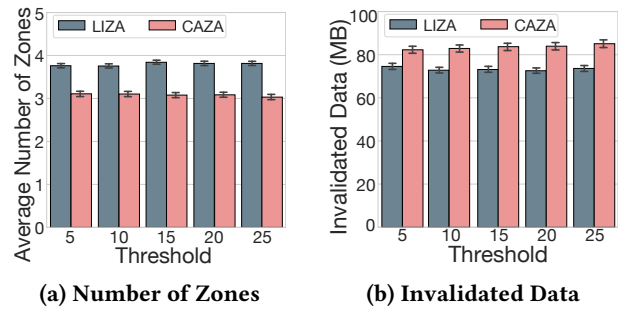 LIZA CAZA
Average Number of Zones
5
4
3
2
1
0
5 10 15 20 25
Threshold
(a) Number of Zones
LIZA CAZA
Invalidated Data (MB)
100
80
60
40
20
0
5 10 15 20 25
Threshold
(b) Invalidated Data